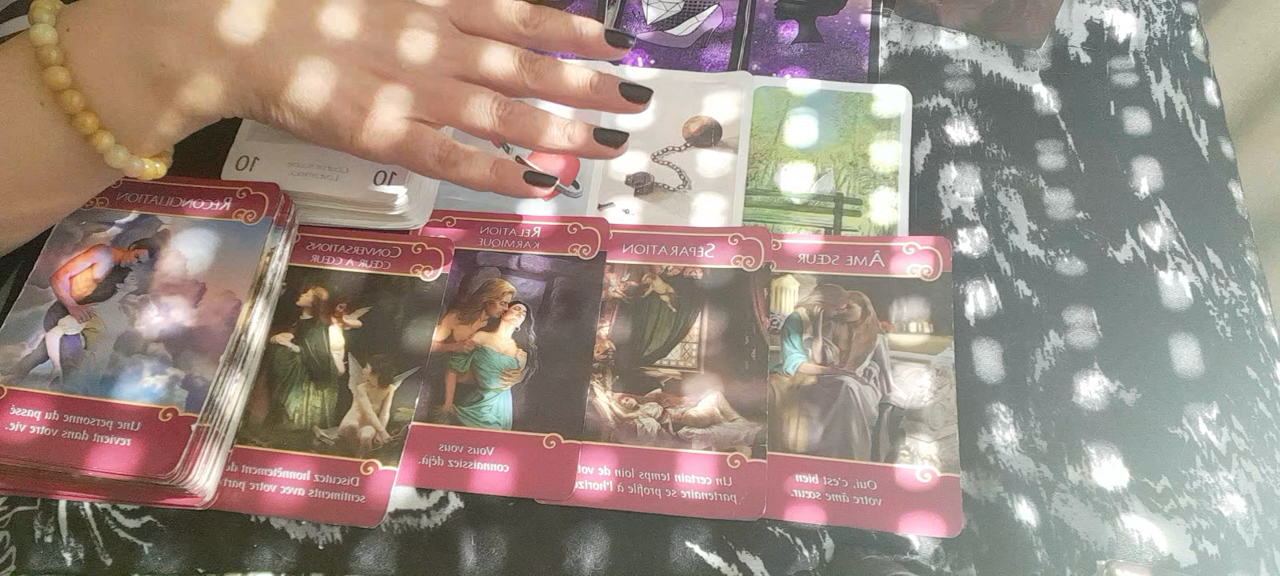 10
10
RÉCONCILIATION
Une personne du passé
revient dans votre vie.
CONVERSATIONS
CŒUR À CŒUR
Discutez honnêtement de
sentiments avec votre part
RELATION
KARMIQUE
Vous vous
connaissiez déjà.
SÉPARATION
Un certain temps loin de vot
partenaire se profile à l'horizo
ÂME SŒUR
Oui, c'est bien
votre âme sœur.